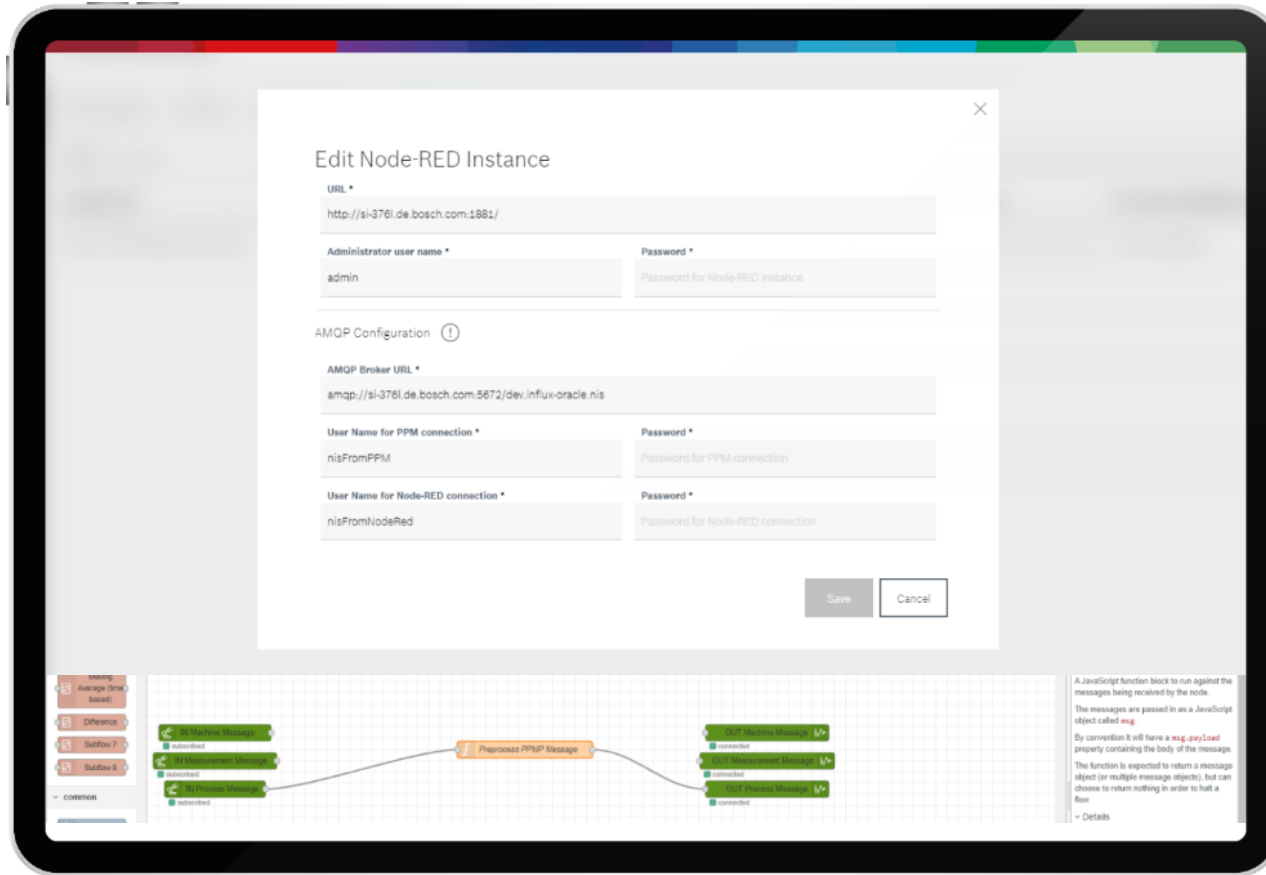 Edit Node-RED Instance
URL *
http://si-376l.de.bosch.com:1881/
Administrator user name *
Password *
admin
Password for Node-RED instance
AMQP Configuration
AMQP Broker URL *
amqp://si-376l.de.bosch.com:5672/dev.influx-oracle.nis
User Name for PPM connection *
Password *
nisFromPPM
Password for PPM connection
User Name for Node-RED connection *
Password *
nisFromNodeRed
Password for Node-RED connection
Save
Cancel
Moving
Average (time
based)
Difference
Subflow 7
Subflow 8
common
IN Machine Message
subscribed
IN Measurement Message
subscribed
IN Process Message
subscribed
Preprocess PPMP Message
OUT Machine Message
connected
OUT Measurement Message
connected
OUT Process Message
connected
A JavaScript function block to run against the
messages being received by the node.
The messages are passed in as a JavaScript
object called msg.
By convention it will have a msg.payload
property containing the body of the message.
The function is expected to return a message
object (or multiple message objects), but can
choose to return nothing in order to halt a
flow.
Details